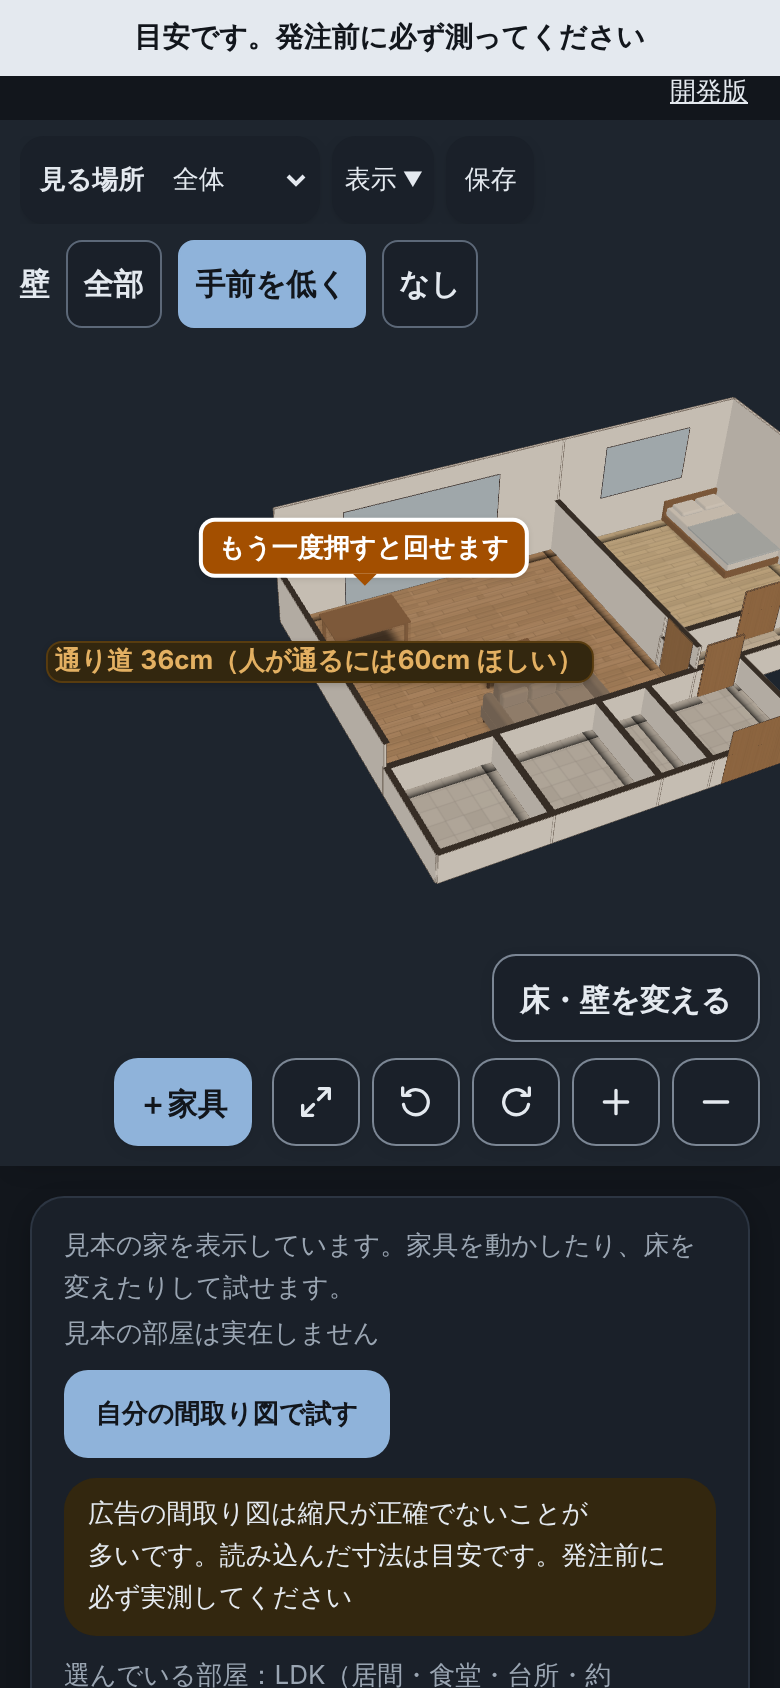 目安です。発注前に必ず測ってください
開発版
見る場所 全体 表示 ▼ 保存
壁 全部 手前を低く なし
もう一度押すと回せます
通り道 36cm（人が通るには60cm ほしい）
床・壁を変える
＋家具
見本の家を表示しています。家具を動かしたり、床を
変えたりして試せます。
見本の部屋は実在しません
自分の間取り図で試す
広告の間取り図は縮尺が正確でないことが
多いです。読み込んだ寸法は目安です。発注前に
必ず実測してください
選んでいる部屋：LDK（居間・食堂・台所・約